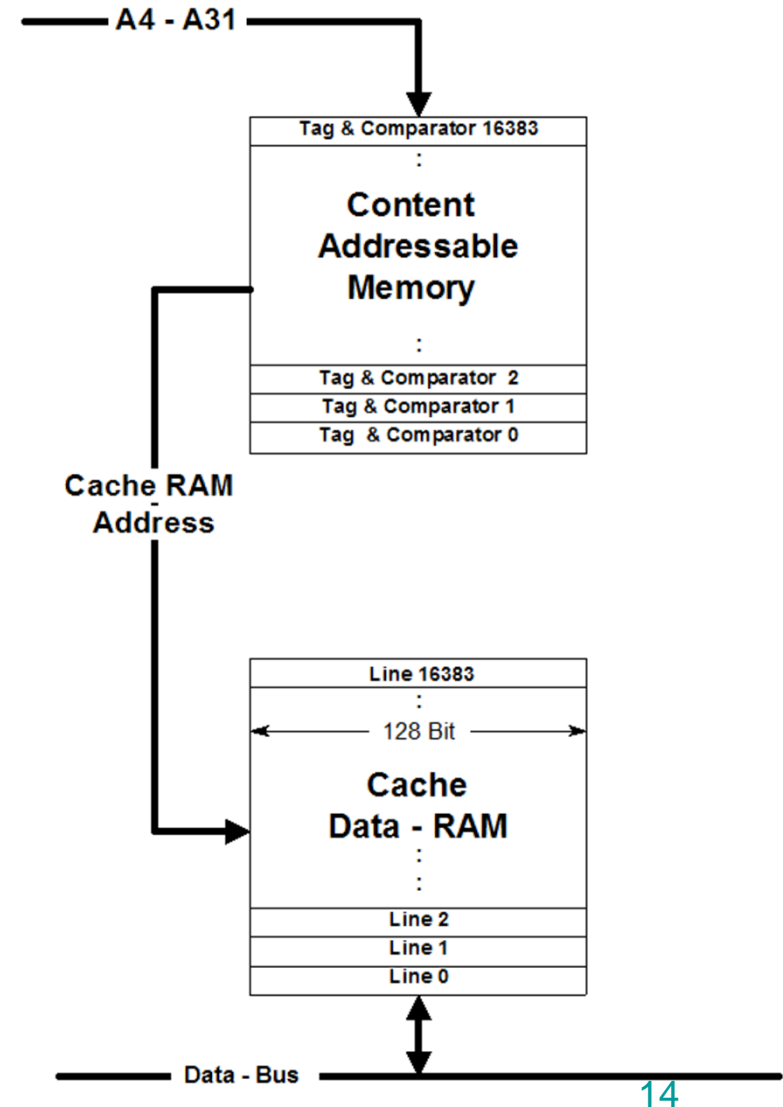 A4 - A31
Tag & Comparator 16383
:
Content
Addressable
Memory
:
Tag & Comparator 2
Tag & Comparator 1
Tag & Comparator 0
Cache RAM
-
Address
Line 16383
:
128 Bit
Cache
Data - RAM
:
:
Line 2
Line 1
Line 0
Data - Bus
14